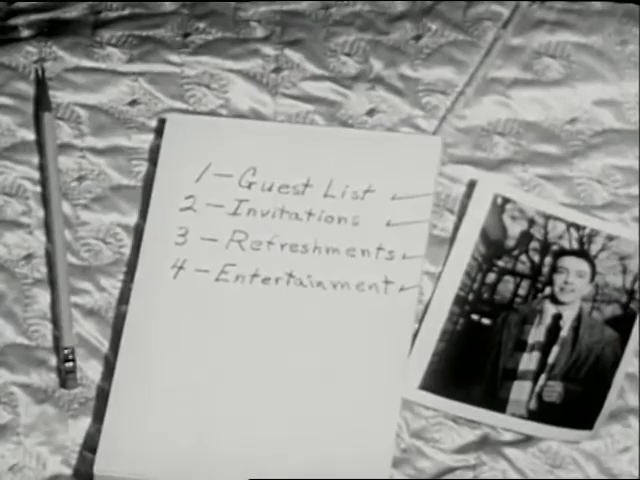 1 - Guest List ✓
2 - Invitations ✓
3 - Refreshments ✓
4 - Entertainment ✓